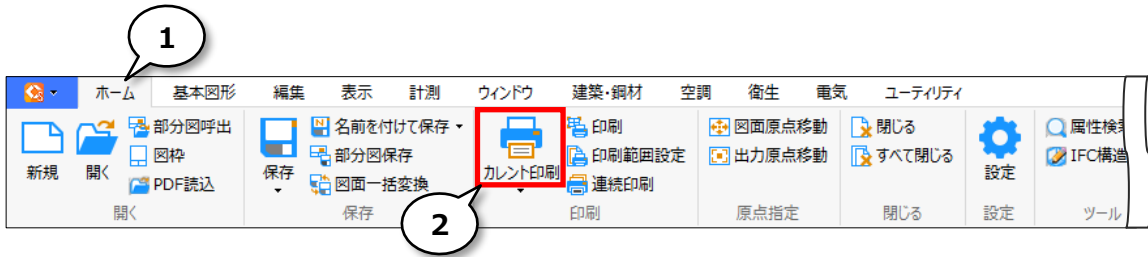 1
ホーム 基本図形 編集 表示 計測 ウィンドウ 建築・鋼材 空調 衛生 電気 ユーティリティ
新規
開く
部分図呼出
図枠
PDF読込
開く
保存
名前を付けて保存
部分図保存
図面一括変換
保存
カレント印刷
印刷
印刷範囲設定
連続印刷
印刷
図面原点移動
出力原点移動
原点指定
閉じる
すべて閉じる
閉じる
設定
設定
属性検
IFC構造
ツール
2